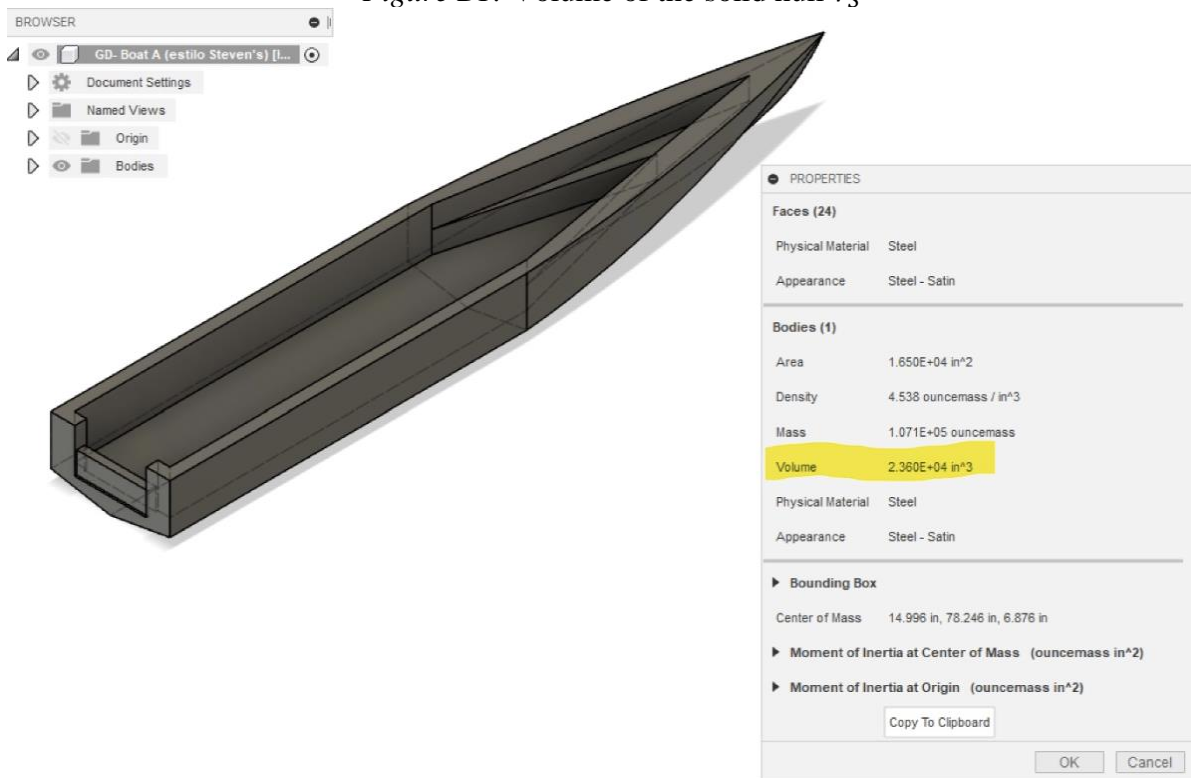 BROWSER
GD- Boat A (estilo Steven's) [I...
Document Settings
Named Views
Origin
Bodies
PROPERTIES
Faces (24)
Physical Material Steel
Appearance Steel - Satin
Bodies (1)
Area 1.650E+04 in^2
Density 4.538 ouncemass / in^3
Mass 1.071E+05 ouncemass
Volume 2.360E+04 in^3
Physical Material Steel
Appearance Steel - Satin
Bounding Box
Center of Mass 14.996 in, 78.246 in, 6.876 in
Moment of Inertia at Center of Mass (ouncemass in^2)
Moment of Inertia at Origin (ouncemass in^2)
Copy To Clipboard
OK Cancel